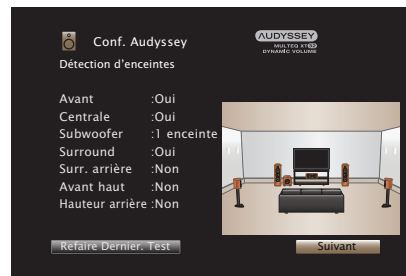 Conf. Audyssey
AUDYSSEY
MULTEQ XT32
DYNAMIC VOLUME
Détection d'enceintes
Avant :Oui
Centrale :Oui
Subwoofer :1 enceinte
Surround :Oui
Surr. arrière :Non
Avant haut :Non
Hauteur arrière :Non
Refaire Dernier. Test
Suivant